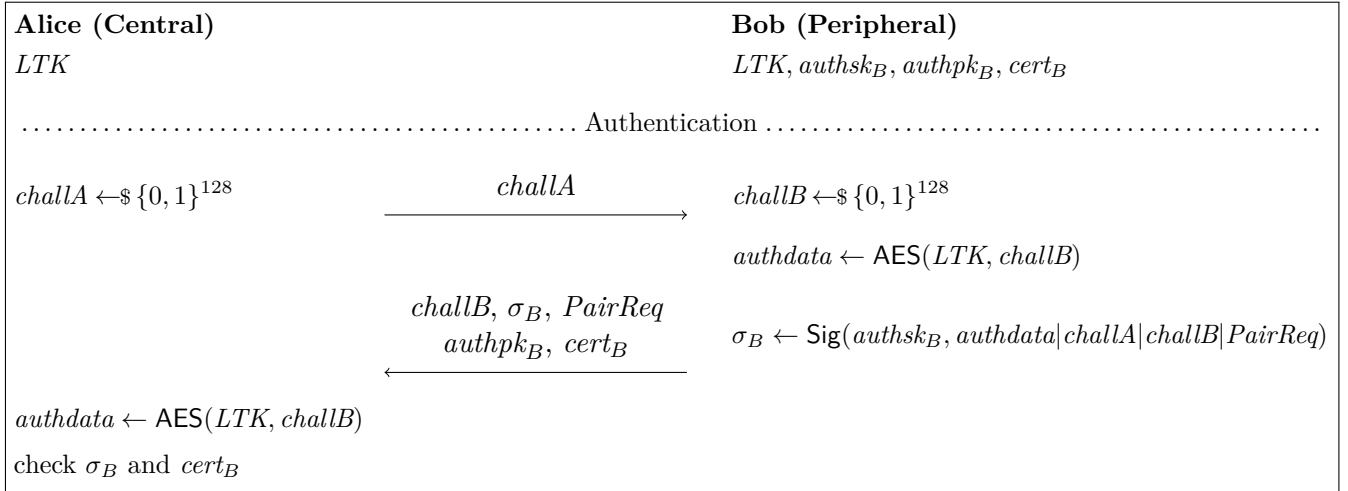 Alice (Central) Bob (Peripheral)
LTK LTK, authsk_B, authpk_B, cert_B
Authentication
challA ←$ {0, 1}^128 challA challB ←$ {0, 1}^128
authdata ← AES(LTK, challB)
challB, σ_B, PairReq
authpk_B, cert_B σ_B ← Sig(authsk_B, authdata|challA|challB|PairReq)
authdata ← AES(LTK, challB)
check σ_B and cert_B